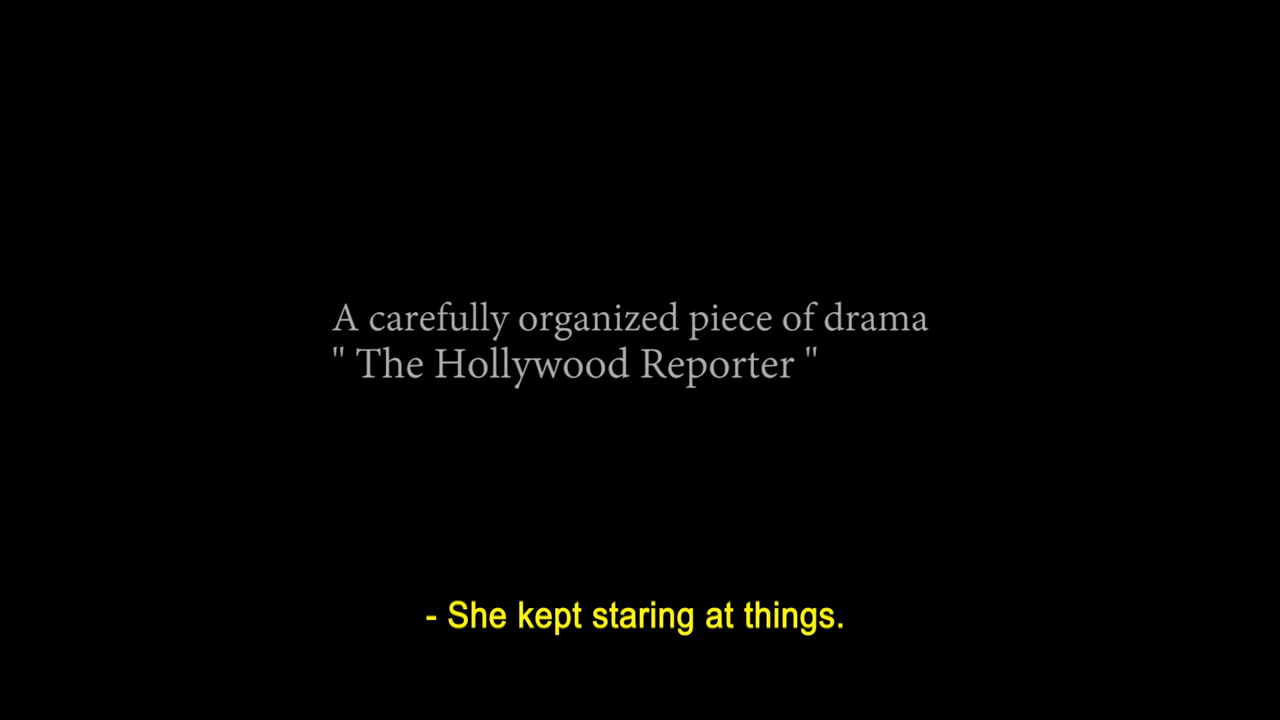 A carefully organized piece of drama
" The Hollywood Reporter "
- She kept staring at things.